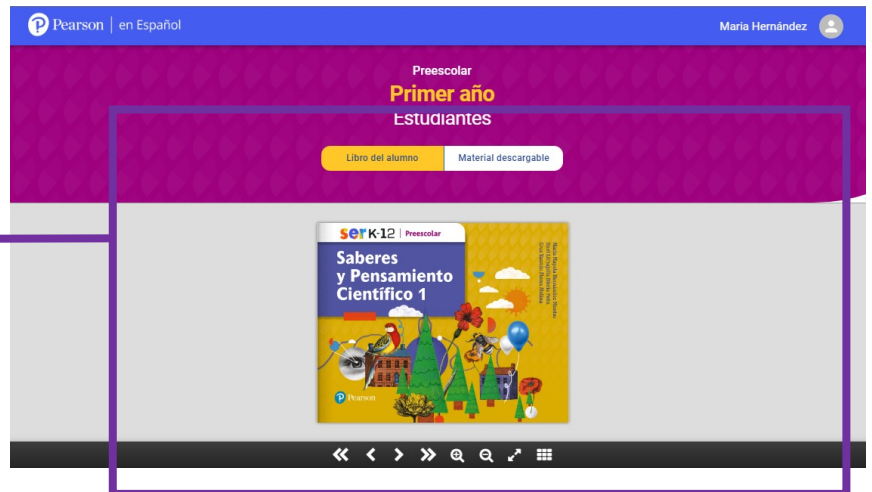 Pearson | en Español
Maria Hernández
Preescolar
Primer año
Estudiantes
Libro del alumno
Material descargable
ser K-12 | Preescolar
Saberes
y Pensamiento
Científico 1
Pearson